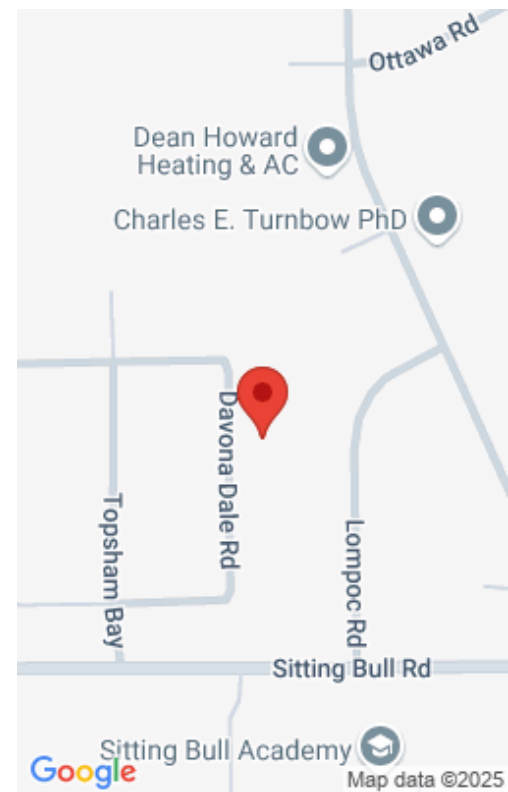 Ottawa Rd
Dean Howard
Heating & AC
Charles E. Turnbow PhD
Davona Dale Rd
Topsham Bay
Lompoc Rd
Sitting Bull Rd
Sitting Bull Academy
Google
Map data ©2025